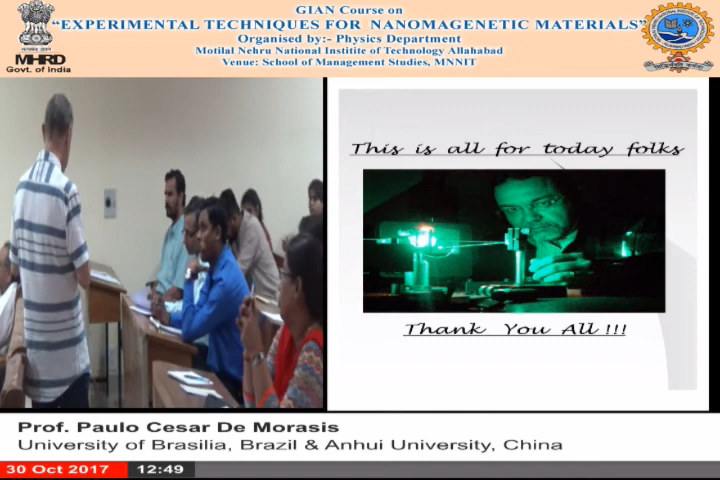 GIAN Course on
“EXPERIMENTAL TECHNIQUES FOR NANOMAGENETIC MATERIALS”
Organised by:- Physics Department
Motilal Nehru National Institite of Technology Allahabad
Venue: School of Management Studies, MNNIT
MHRD
Govt. of India
This is all for today folks
Thank You All !!!
Prof. Paulo Cesar De Morasis
University of Brasilia, Brazil & Anhui University, China
30 Oct 2017 12:49